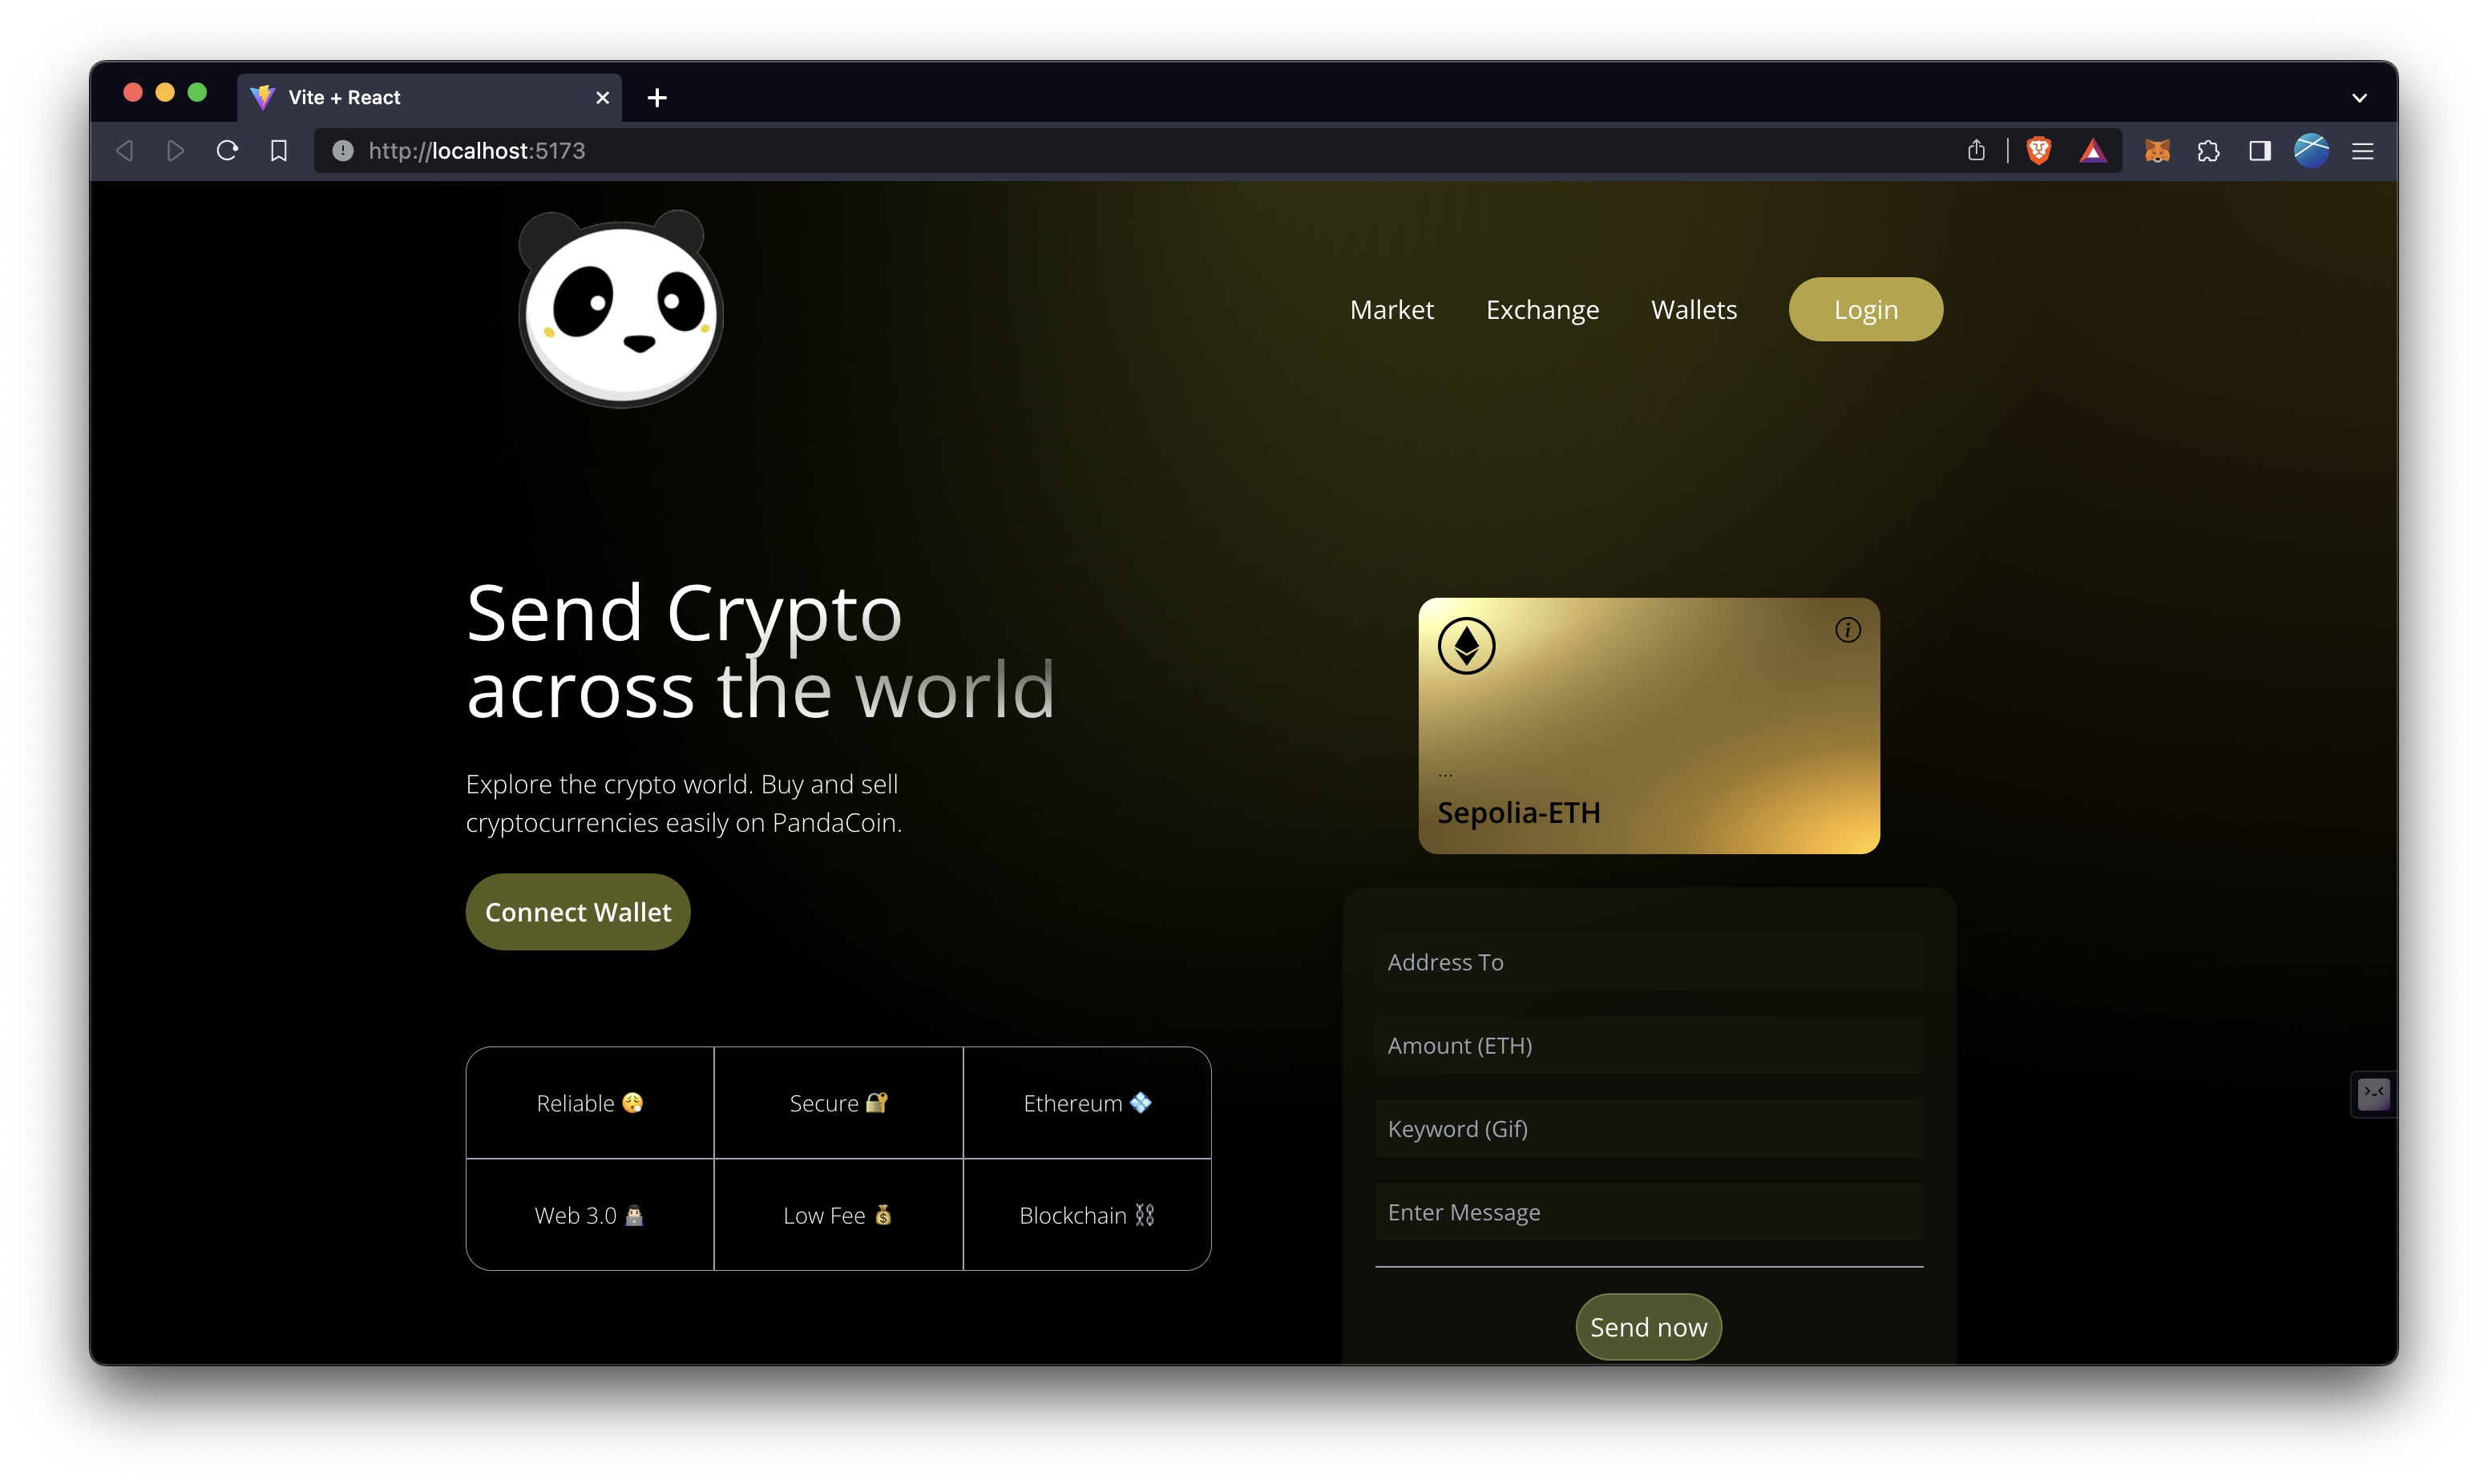 Vite + React
http://localhost:5173
Market Exchange Wallets Login
Send Crypto
across the world
Explore the crypto world. Buy and sell
cryptocurrencies easily on PandaCoin.
Connect Wallet
Reliable 😮‍💨 Secure 🔐 Ethereum 💠
Web 3.0 👨🏻‍💻 Low Fee 💰 Blockchain ⛓️
...
Sepolia-ETH
Address To
Amount (ETH)
Keyword (Gif)
Enter Message
Send now